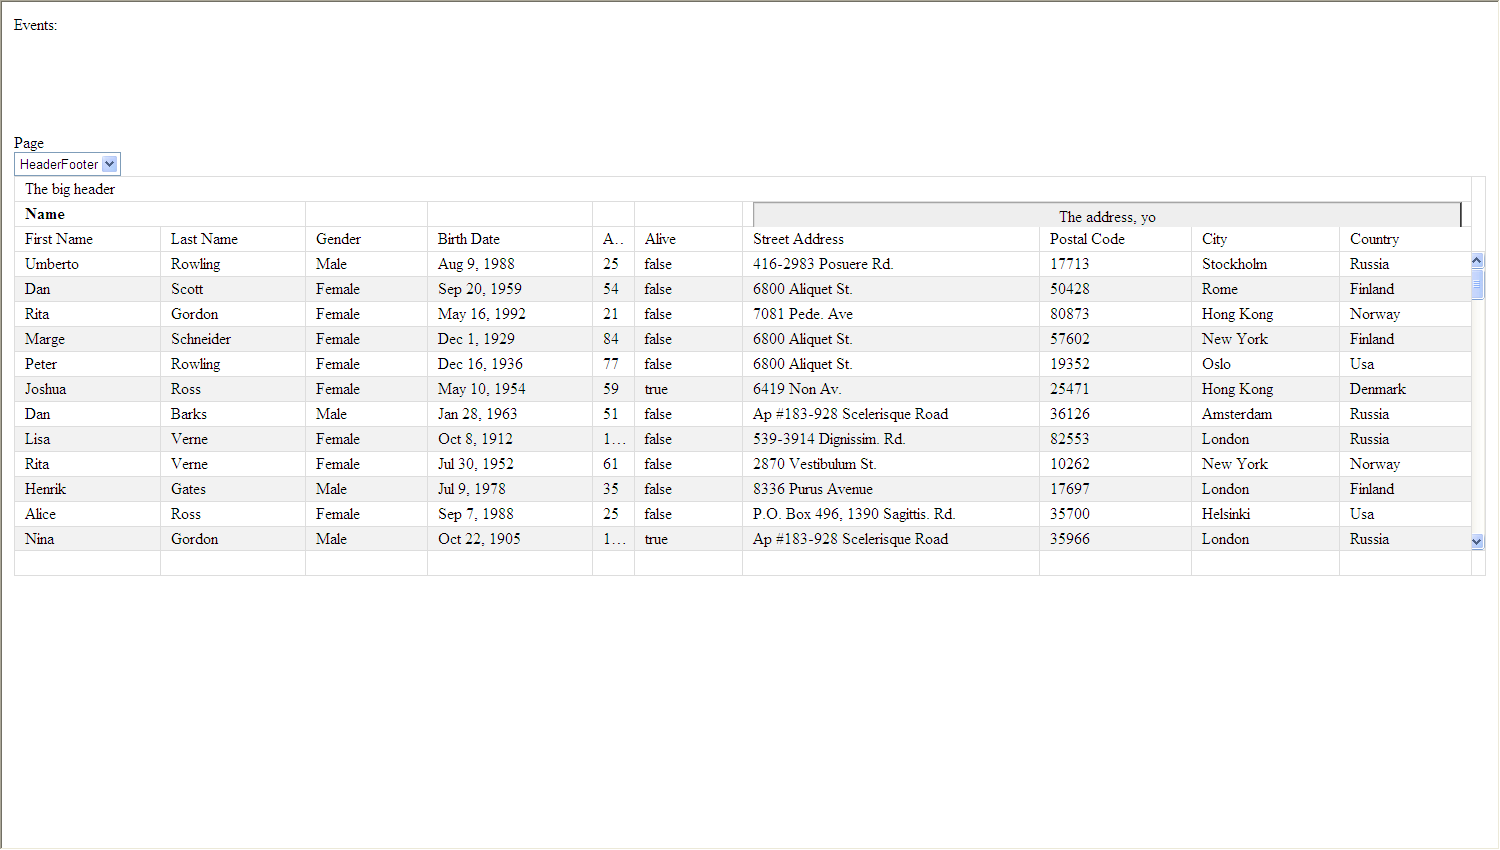 Events:
Page
HeaderFooter
The big header
Name The address, yo
First Name Last Name Gender Birth Date A… Alive Street Address Postal Code City Country
Umberto Rowling Male Aug 9, 1988 25 false 416-2983 Posuere Rd. 17713 Stockholm Russia
Dan Scott Female Sep 20, 1959 54 false 6800 Aliquet St. 50428 Rome Finland
Rita Gordon Female May 16, 1992 21 false 7081 Pede. Ave 80873 Hong Kong Norway
Marge Schneider Female Dec 1, 1929 84 false 6800 Aliquet St. 57602 New York Finland
Peter Rowling Female Dec 16, 1936 77 false 6800 Aliquet St. 19352 Oslo Usa
Joshua Ross Female May 10, 1954 59 true 6419 Non Av. 25471 Hong Kong Denmark
Dan Barks Male Jan 28, 1963 51 false Ap #183-928 Scelerisque Road 36126 Amsterdam Russia
Lisa Verne Female Oct 8, 1912 1… false 539-3914 Dignissim. Rd. 82553 London Russia
Rita Verne Female Jul 30, 1952 61 false 2870 Vestibulum St. 10262 New York Norway
Henrik Gates Male Jul 9, 1978 35 false 8336 Purus Avenue 17697 London Finland
Alice Ross Female Sep 7, 1988 25 false P.O. Box 496, 1390 Sagittis. Rd. 35700 Helsinki Usa
Nina Gordon Male Oct 22, 1905 1… true Ap #183-928 Scelerisque Road 35966 London Russia